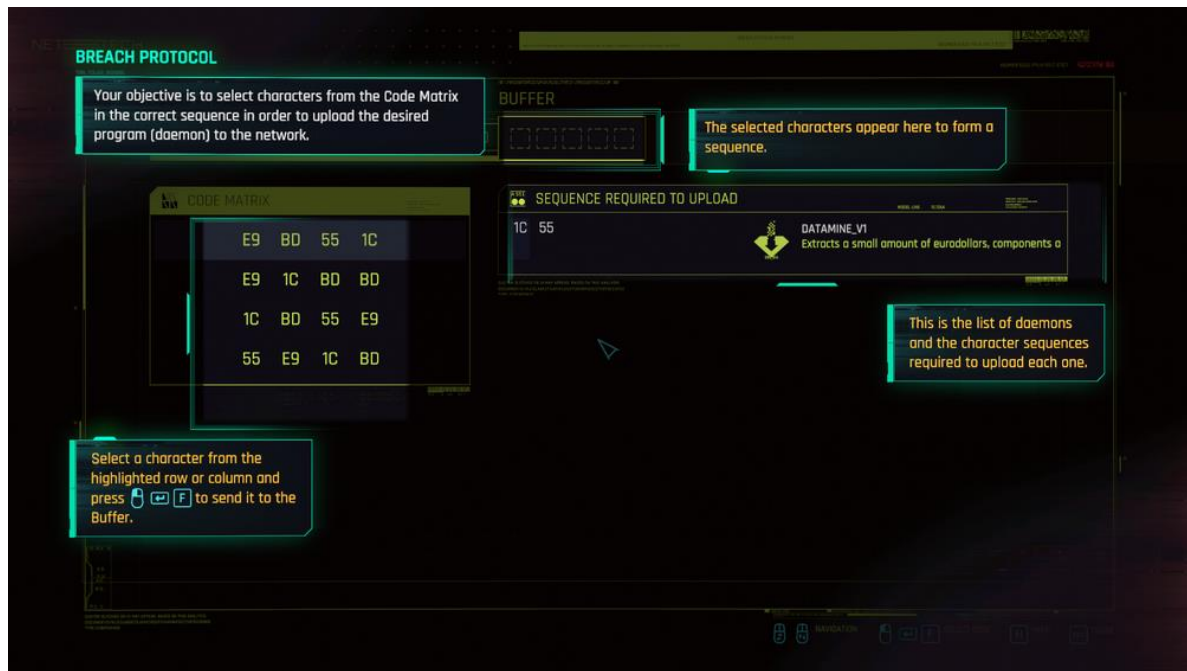 BREACH PROTOCOL
Your objective is to select characters from the Code Matrix
in the correct sequence in order to upload the desired
program (daemon) to the network.
BUFFER
The selected characters appear here to form a
sequence.
CODE MATRIX
E9 BD 55 1C
E9 1C BD BD
1C BD 55 E9
55 E9 1C BD
SEQUENCE REQUIRED TO UPLOAD
1C 55
DATAMINE_V1
Extracts a small amount of eurodollars, components a
This is the list of daemons
and the character sequences
required to upload each one.
Select a character from the
highlighted row or column and
press F to send it to the
Buffer.
NAVIGATION